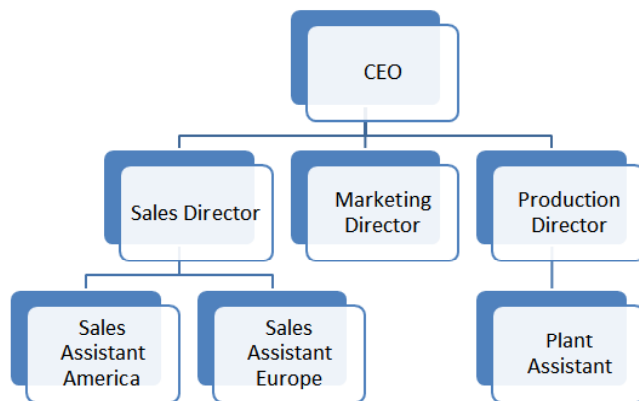 CEO
Sales Director
Marketing
Director
Production
Director
Sales
Assistant
America
Sales
Assistant
Europe
Plant
Assistant